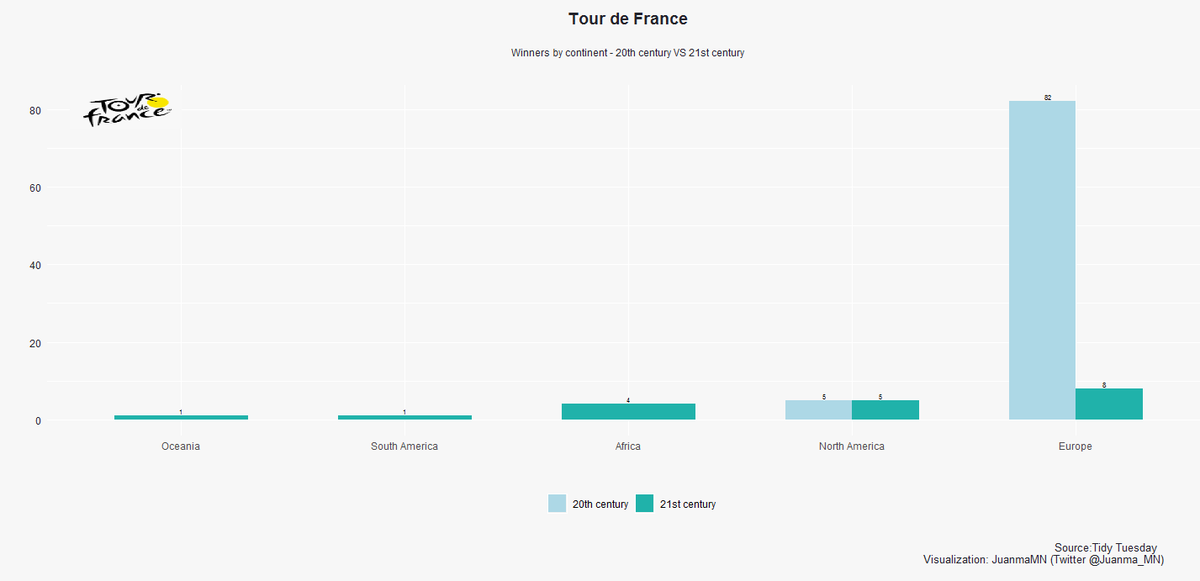 Tour de France
Winners by continent - 20th century VS 21st century
TOUR
de
FRANCE
80
60
40
20
0
1
1
4
5
5
82
8
Oceania
South America
Africa
North America
Europe
20th century
21st century
Source:Tidy Tuesday
Visualization: JuanmaMN (Twitter @Juanma_MN)